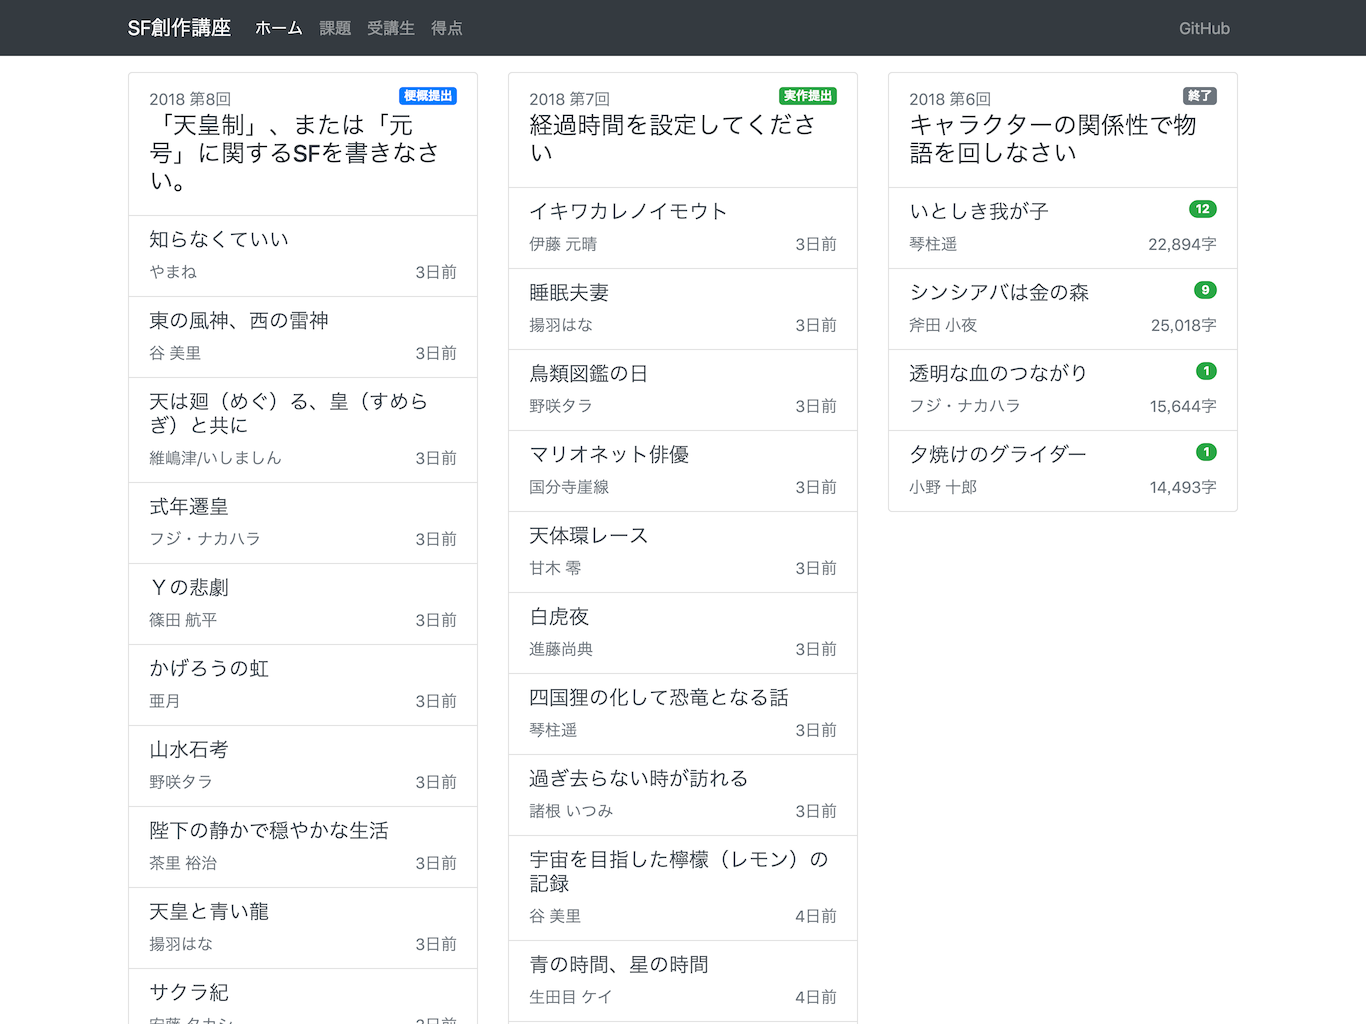 SF創作講座 ホーム 課題 受講生 得点 GitHub
2018 第8回 梗概提出
「天皇制」、または「元
号」に関するSFを書きなさ
い。
知らなくていい
やまね 3日前
東の風神、西の雷神
谷 美里 3日前
天は廻（めぐ）る、皇（すめら
ぎ）と共に
維嶋津/いしましん 3日前
式年遷皇
フジ・ナカハラ 3日前
Ｙの悲劇
篠田 航平 3日前
かげろうの虹
亜月 3日前
山水石考
野咲タラ 3日前
陛下の静かで穏やかな生活
茶里 裕治 3日前
天皇と青い龍
揚羽はな 3日前
サクラ紀
安藤 タカシ 3日前
2018 第7回 実作提出
経過時間を設定してくださ
い
イキワカレノイモウト
伊藤 元晴 3日前
睡眠夫妻
揚羽はな 3日前
鳥類図鑑の日
野咲タラ 3日前
マリオネット俳優
国分寺崖線 3日前
天体環レース
甘木 零 3日前
白虎夜
進藤尚典 3日前
四国狸の化して恐竜となる話
琴柱遥 3日前
過ぎ去らない時が訪れる
諸根 いつみ 3日前
宇宙を目指した檸檬（レモン）の
記録
谷 美里 4日前
青の時間、星の時間
生田目 ケイ 4日前
2018 第6回 終了
キャラクターの関係性で物
語を回しなさい
いとしき我が子 12
琴柱遥 22,894字
シンシアバは金の森 9
斧田 小夜 25,018字
透明な血のつながり 1
フジ・ナカハラ 15,644字
夕焼けのグライダー 1
小野 十郎 14,493字